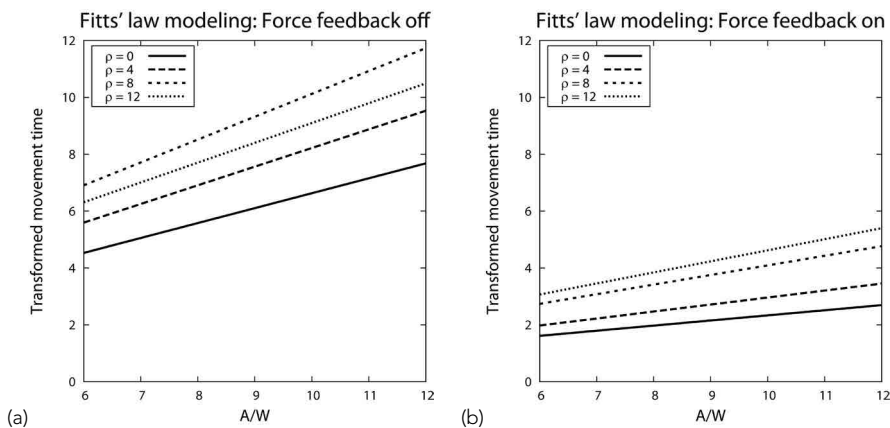 Fitts' law modeling: Force feedback off
ρ = 0
ρ = 4
ρ = 8
ρ = 12
12
10
8
6
4
2
0
Transformed movement time
6 7 8 9 10 11 12
A/W
(a)
Fitts' law modeling: Force feedback on
ρ = 0
ρ = 4
ρ = 8
ρ = 12
12
10
8
6
4
2
0
Transformed movement time
6 7 8 9 10 11 12
A/W
(b)